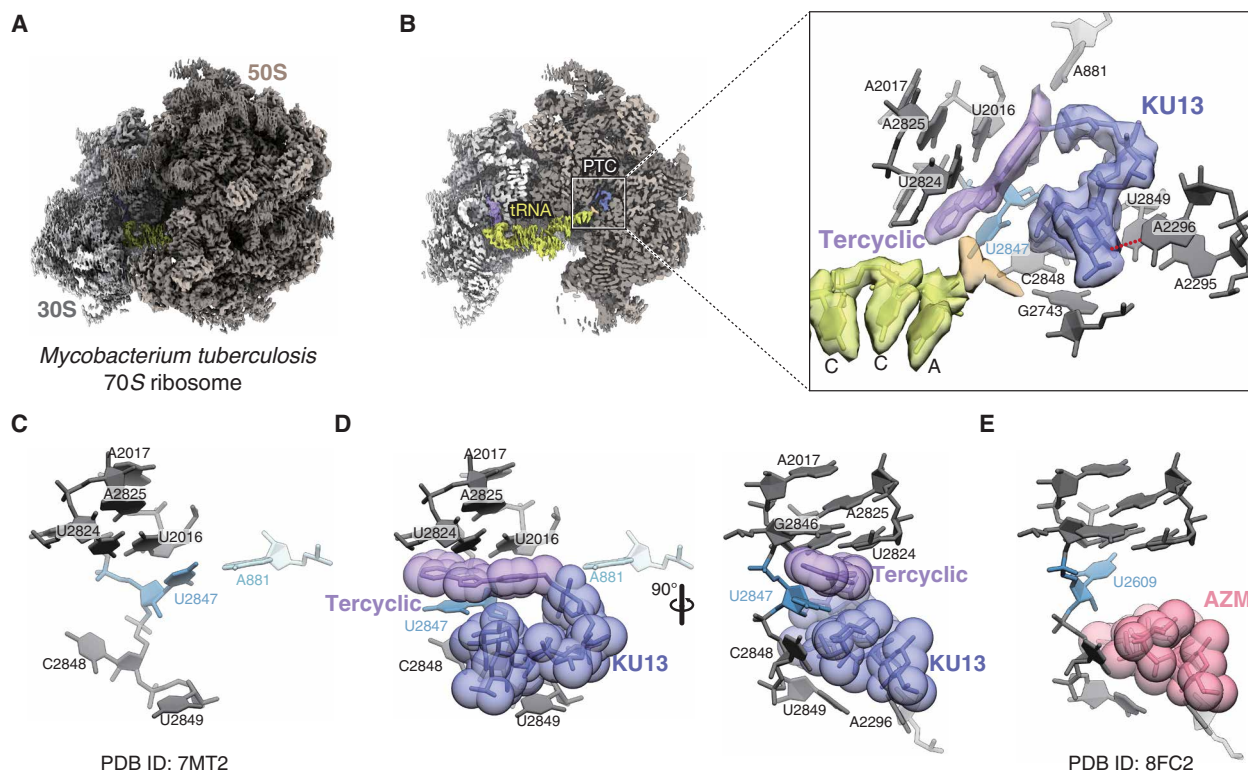 A
50S
30S
Mycobacterium tuberculosis
70S ribosome
B
PTC
tRNA
A881
A2017
U2016
KU13
A2825
U2824
U2849
A2296
Tercyclic
U2847
C2848
A2295
G2743
C
C
A
C
A2017
A2825
U2824
U2016
A881
U2847
C2848
U2849
PDB ID: 7MT2
D
A2017
A2825
U2824
U2016
A881
Tercyclic
U2847
90°
C2848
KU13
U2849
A2017
A2825
G2846
U2824
Tercyclic
U2847
C2848
KU13
U2849
A2296
E
U2609
AZM
PDB ID: 8FC2